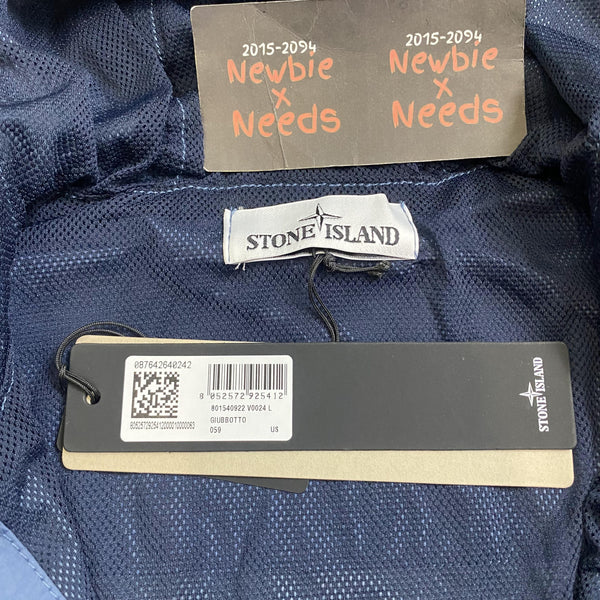 2015-2094
Newbie
x
Needs
2015-2094
Newbie
x
Needs
STONE ISLAND
087642640242
8 052572 925412
801540922 V0024 L
GIUBBOTTO
059 US
STONE ISLAND